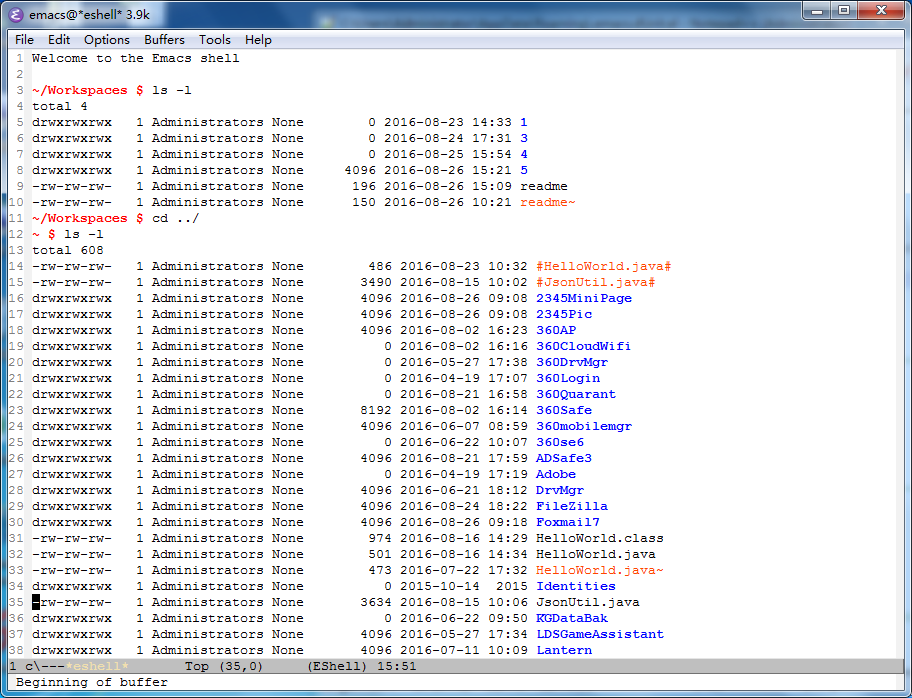 emacs@*eshell* 3.9k
File Edit Options Buffers Tools Help
1 Welcome to the Emacs shell
2
3 ~/Workspaces $ ls -l
4 total 4
5 drwxrwxrwx   1 Administrators None        0 2016-08-23 14:33 1
6 drwxrwxrwx   1 Administrators None        0 2016-08-24 17:31 3
7 drwxrwxrwx   1 Administrators None        0 2016-08-25 15:54 4
8 drwxrwxrwx   1 Administrators None     4096 2016-08-26 15:21 5
9 -rw-rw-rw-   1 Administrators None      196 2016-08-26 15:09 readme
10 -rw-rw-rw-   1 Administrators None      150 2016-08-26 10:21 readme~
11 ~/Workspaces $ cd ../
12 ~ $ ls -l
13 total 608
14 -rw-rw-rw-   1 Administrators None        486 2016-08-23 10:32 #HelloWorld.java#
15 -rw-rw-rw-   1 Administrators None       3490 2016-08-15 10:02 #JsonUtil.java#
16 drwxrwxrwx   1 Administrators None       4096 2016-08-26 09:08 2345MiniPage
17 drwxrwxrwx   1 Administrators None       4096 2016-08-26 09:08 2345Pic
18 drwxrwxrwx   1 Administrators None       4096 2016-08-02 16:23 360AP
19 drwxrwxrwx   1 Administrators None          0 2016-08-02 16:16 360CloudWifi
20 drwxrwxrwx   1 Administrators None          0 2016-05-27 17:38 360DrvMgr
21 drwxrwxrwx   1 Administrators None          0 2016-04-19 17:07 360Login
22 drwxrwxrwx   1 Administrators None          0 2016-08-21 16:58 360Quarant
23 drwxrwxrwx   1 Administrators None       8192 2016-08-02 16:14 360Safe
24 drwxrwxrwx   1 Administrators None       4096 2016-06-07 08:59 360mobilemgr
25 drwxrwxrwx   1 Administrators None          0 2016-06-22 10:07 360se6
26 drwxrwxrwx   1 Administrators None       4096 2016-08-21 17:59 ADSafe3
27 drwxrwxrwx   1 Administrators None          0 2016-04-19 17:19 Adobe
28 drwxrwxrwx   1 Administrators None       4096 2016-06-21 18:12 DrvMgr
29 drwxrwxrwx   1 Administrators None       4096 2016-08-24 18:22 FileZilla
30 drwxrwxrwx   1 Administrators None       4096 2016-08-26 09:18 Foxmail7
31 -rw-rw-rw-   1 Administrators None        974 2016-08-16 14:29 HelloWorld.class
32 -rw-rw-rw-   1 Administrators None        501 2016-08-16 14:34 HelloWorld.java
33 -rw-rw-rw-   1 Administrators None        473 2016-07-22 17:32 HelloWorld.java~
34 drwxrwxrwx   1 Administrators None          0 2015-10-14  2015 Identities
35 -rw-rw-rw-   1 Administrators None       3634 2016-08-15 10:06 JsonUtil.java
36 drwxrwxrwx   1 Administrators None          0 2016-06-22 09:50 KGDataBak
37 drwxrwxrwx   1 Administrators None       4096 2016-05-27 17:34 LDSGameAssistant
38 drwxrwxrwx   1 Administrators None       4096 2016-07-11 10:09 Lantern
1 c\---*eshell*       Top (35,0)     (EShell) 15:51
Beginning of buffer